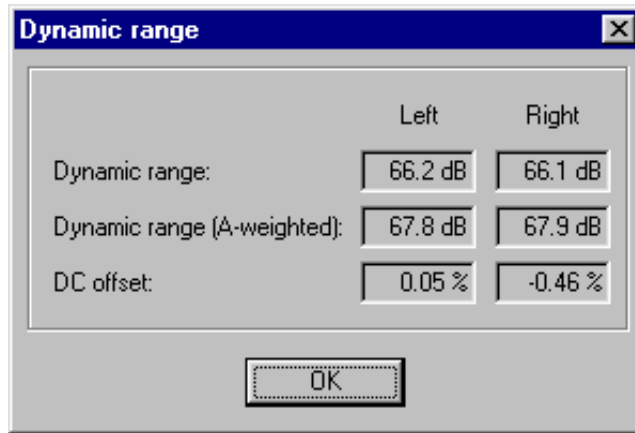 Dynamic range
Left Right
Dynamic range: 66.2 dB 66.1 dB
Dynamic range (A-weighted): 67.8 dB 67.9 dB
DC offset: 0.05 % -0.46 %
OK